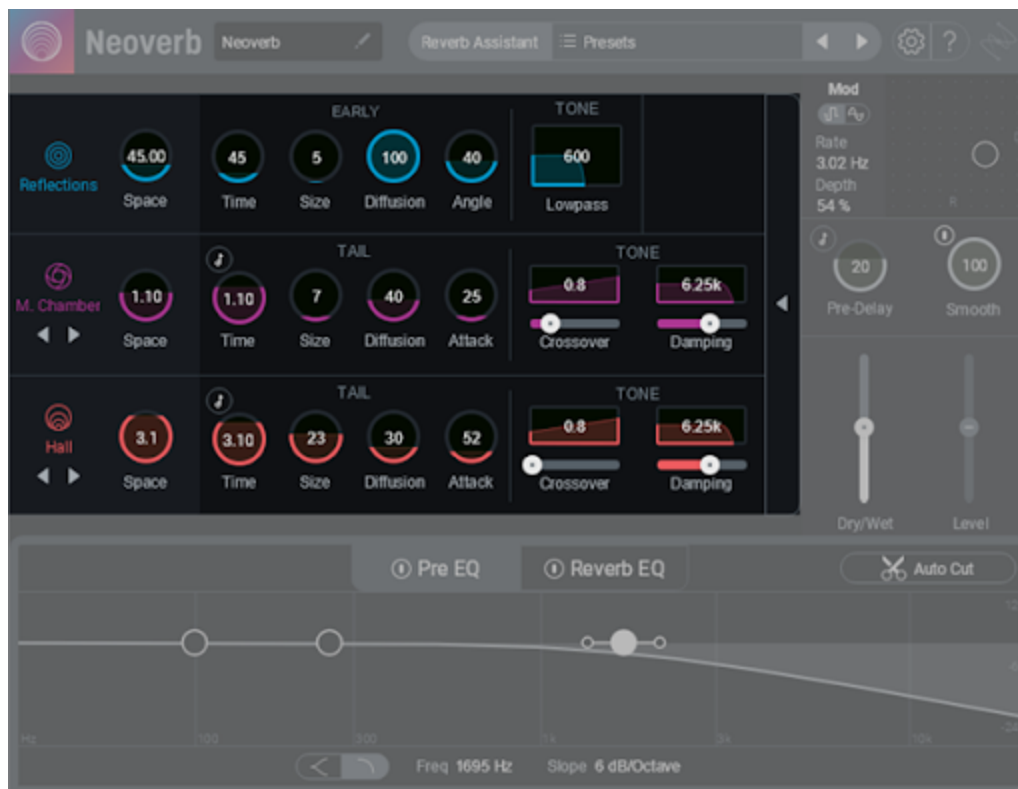 Neoverb
Neoverb
Reverb Assistant
Presets
?
Mod
Rate
3.02 Hz
Depth
54 %
R
EARLY
TONE
Reflections
45.00
Space
45
Time
5
Size
100
Diffusion
40
Angle
600
Lowpass
TAIL
TONE
M. Chamber
1.10
Space
1.10
Time
7
Size
40
Diffusion
25
Attack
0.8
Crossover
6.25k
Damping
TAIL
TONE
Hall
3.1
Space
3.10
Time
23
Size
30
Diffusion
52
Attack
0.8
Crossover
6.25k
Damping
20
Pre-Delay
100
Smooth
Dry/Wet
Level
Pre EQ
Reverb EQ
Auto Cut
Hz
100
300
1k
3k
10k
Freq 1695 Hz
Slope 6 dB/Octave